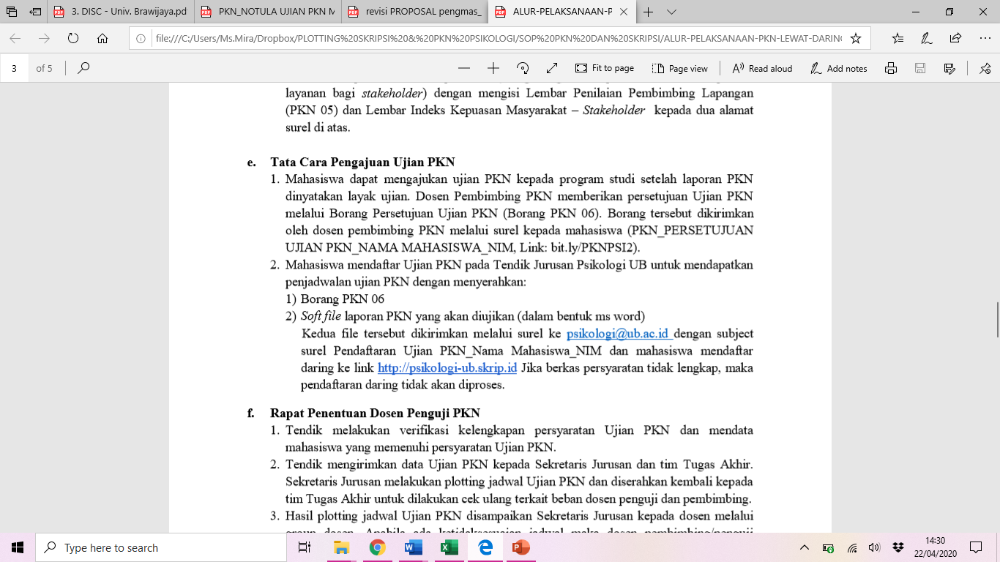 3. DISC - Univ. Brawijaya.pd
PKN_NOTULA UJIAN PKN M
revisi PROPOSAL pengmas_
ALUR-PELAKSANAAN-P
file:///C:/Users/Ms.Mira/Dropbox/PLOTTING%20SKRIPSI%20&%20PKN%20PSIKOLOGI/SOP%20PKN%20DAN%20SKRIPSI/ALUR-PELAKSANAAN-PKN-LEWAT-DARING
3 of 5
Fit to page
Page view
Read aloud
Add notes
layanan bagi stakeholder) dengan mengisi Lembar Penilaian Pembimbing Lapangan
(PKN 05) dan Lembar Indeks Kepuasan Masyarakat – Stakeholder kepada dua alamat
surel di atas.
e. Tata Cara Pengajuan Ujian PKN
1. Mahasiswa dapat mengajukan ujian PKN kepada program studi setelah laporan PKN
dinyatakan layak ujian. Dosen Pembimbing PKN memberikan persetujuan Ujian PKN
melalui Borang Persetujuan Ujian PKN (Borang PKN 06). Borang tersebut dikirimkan
oleh dosen pembimbing PKN melalui surel kepada mahasiswa (PKN_PERSETUJUAN
UJIAN PKN_NAMA MAHASISWA_NIM, Link: bit.ly/PKNPSI2).
2. Mahasiswa mendaftar Ujian PKN pada Tendik Jurusan Psikologi UB untuk mendapatkan
penjadwalan ujian PKN dengan menyerahkan:
1) Borang PKN 06
2) Soft file laporan PKN yang akan diujikan (dalam bentuk ms word)
Kedua file tersebut dikirimkan melalui surel ke psikologi@ub.ac.id dengan subject
surel Pendaftaran Ujian PKN_Nama Mahasiswa_NIM dan mahasiswa mendaftar
daring ke link http://psikologi-ub.skrip.id Jika berkas persyaratan tidak lengkap, maka
pendaftaran daring tidak akan diproses.
f. Rapat Penentuan Dosen Penguji PKN
1. Tendik melakukan verifikasi kelengkapan persyaratan Ujian PKN dan mendata
mahasiswa yang memenuhi persyaratan Ujian PKN.
2. Tendik mengirimkan data Ujian PKN kepada Sekretaris Jurusan dan tim Tugas Akhir.
Sekretaris Jurusan melakukan plotting jadwal Ujian PKN dan diserahkan kembali kepada
tim Tugas Akhir untuk dilakukan cek ulang terkait beban dosen penguji dan pembimbing.
3. Hasil plotting jadwal Ujian PKN disampaikan Sekretaris Jurusan kepada dosen melalui
group dosen. Apabila ada ketidaksesuaian jadwal maka dosen pembimbing/penguji
Type here to search
14:30
22/04/2020